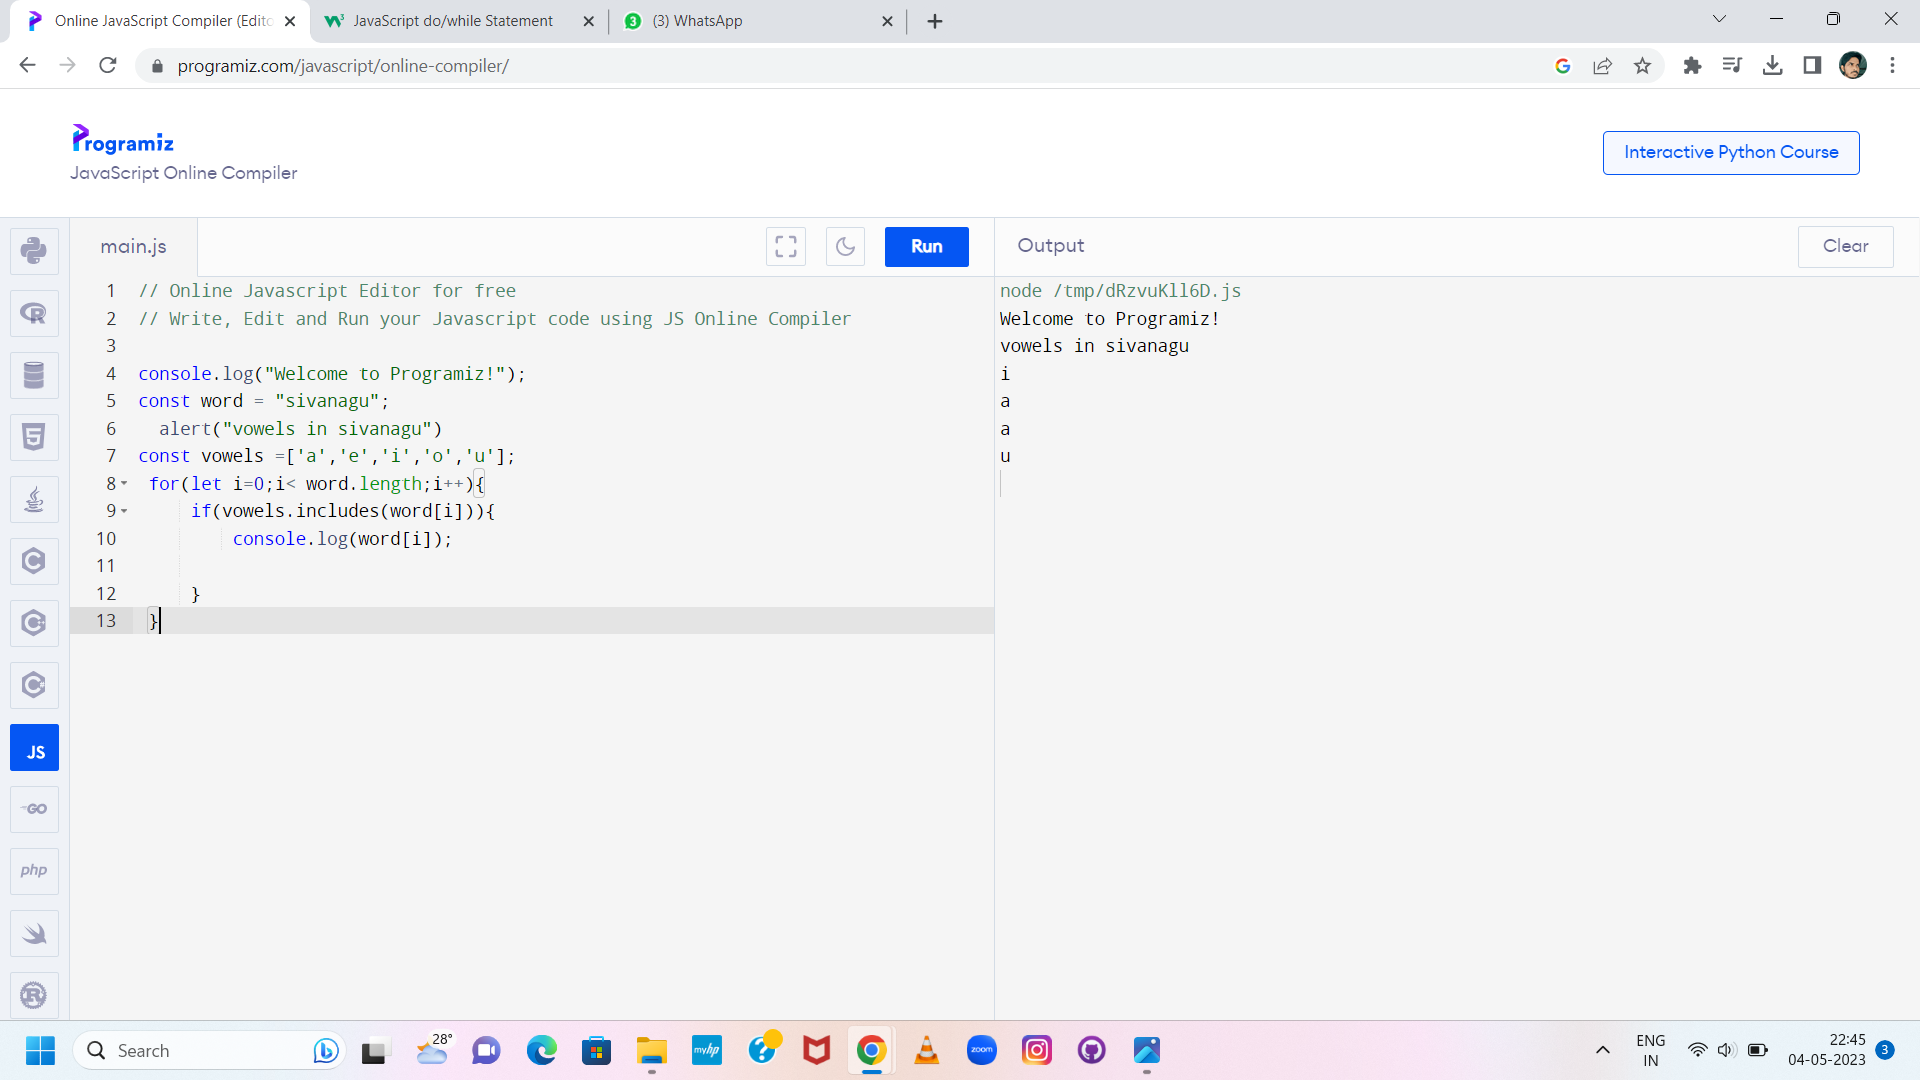 Online JavaScript Compiler (Edito
JavaScript do/while Statement
(3) WhatsApp
programiz.com/javascript/online-compiler/
Programiz
JavaScript Online Compiler
Interactive Python Course
main.js
Run
Output
Clear
1 // Online Javascript Editor for free
2 // Write, Edit and Run your Javascript code using JS Online Compiler
3
4 console.log("Welcome to Programiz!");
5 const word = "sivanagu";
6 alert("vowels in sivanagu")
7 const vowels =['a','e','i','o','u'];
8 for(let i=0;i< word.length;i++){
9 if(vowels.includes(word[i])){
10 console.log(word[i]);
11
12 }
13 }
node /tmp/dRzvuKll6D.js
Welcome to Programiz!
vowels in sivanagu
i
a
a
u
JS
GO
php
Search
28°
myhp
zoom
ENG
IN
22:45
04-05-2023
3